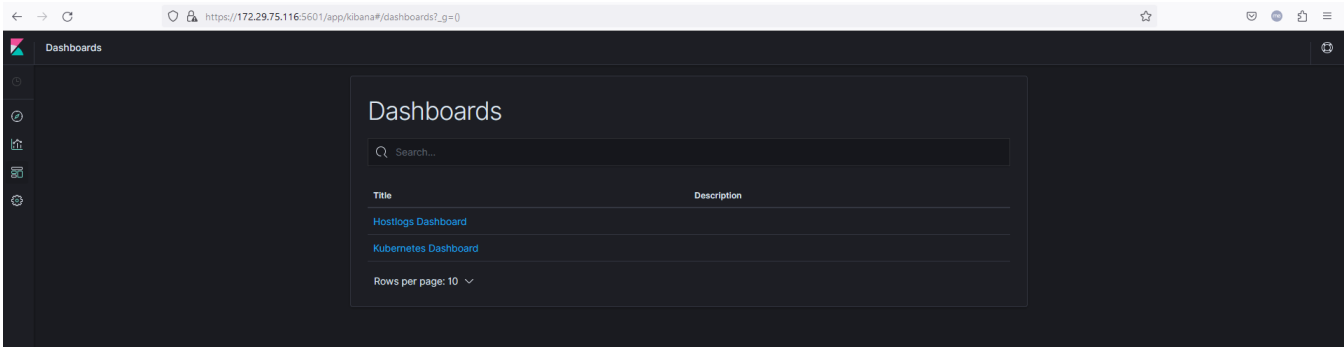 https://172.29.75.116:5601/app/kibana#/dashboards?_g=()
Dashboards
Dashboards
Search...
Title Description
Hostlogs Dashboard
Kubernetes Dashboard
Rows per page: 10